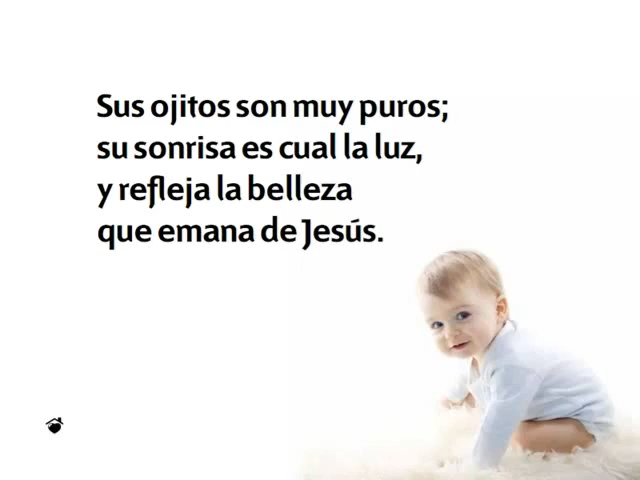 Sus ojitos son muy puros;
su sonrisa es cual la luz,
y refleja la belleza
que emana de Jesús.